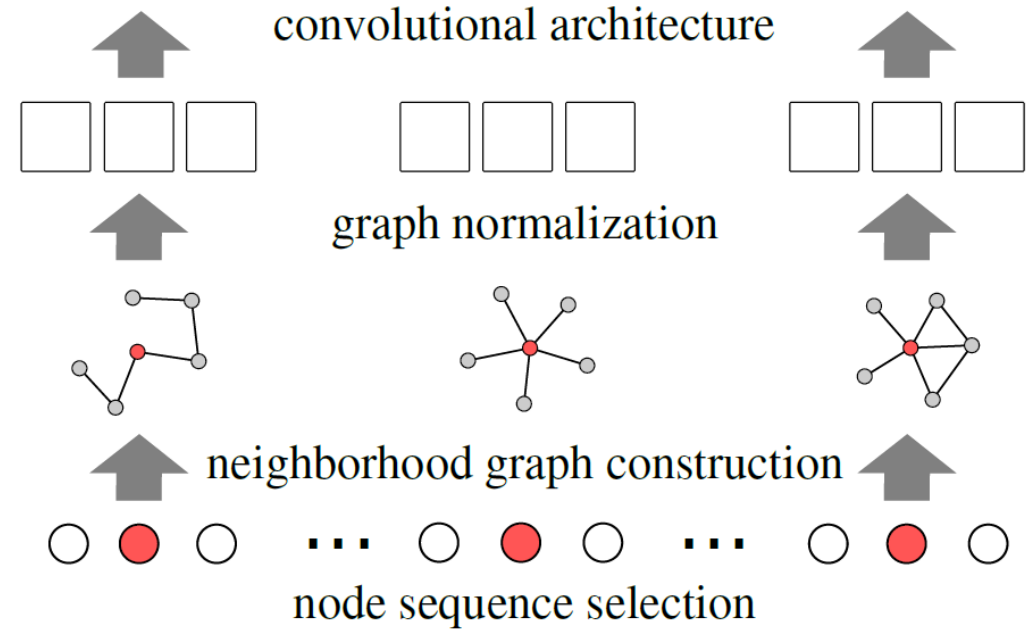 convolutional architecture
graph normalization
neighborhood graph construction
...
...
node sequence selection